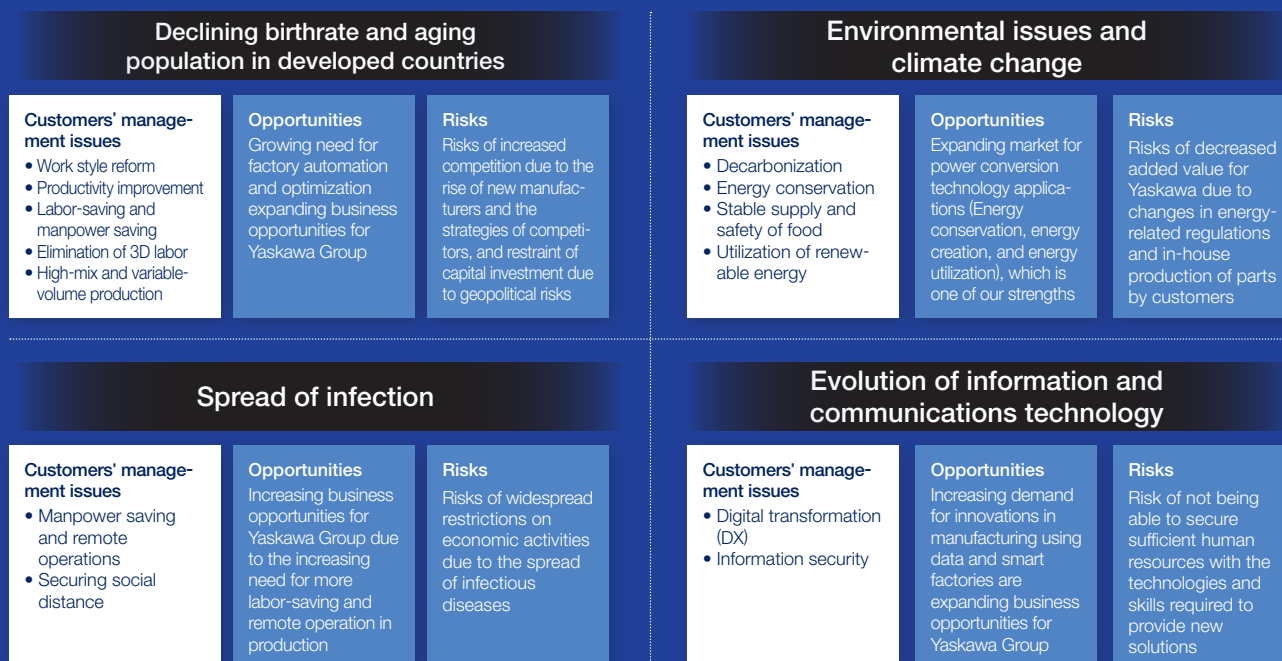 Declining birthrate and aging
population in developed countries
Customers' manage-
ment issues
• Work style reform
• Productivity improvement
• Labor-saving and
manpower saving
• Elimination of 3D labor
• High-mix and variable-
volume production
Opportunities
Growing need for
factory automation
and optimization
expanding business
opportunities for
Yaskawa Group
Risks
Risks of increased
competition due to the
rise of new manufac-
turers and the
strategies of competi-
tors, and restraint of
capital investment due
to geopolitical risks
Environmental issues and
climate change
Customers' manage-
ment issues
• Decarbonization
• Energy conservation
• Stable supply and
safety of food
• Utilization of renew-
able energy
Opportunities
Expanding market for
power conversion
technology applica-
tions (Energy
conservation, energy
creation, and energy
utilization), which is
one of our strengths
Risks
Risks of decreased
added value for
Yaskawa due to
changes in energy-
related regulations
and in-house
production of parts
by customers
Spread of infection
Customers' manage-
ment issues
• Manpower saving
and remote
operations
• Securing social
distance
Opportunities
Increasing business
opportunities for
Yaskawa Group due
to the increasing
need for more
labor-saving and
remote operation in
production
Risks
Risks of widespread
restrictions on
economic activities
due to the spread
of infectious
diseases
Evolution of information and
communications technology
Customers' manage-
ment issues
• Digital transformation
(DX)
• Information security
Opportunities
Increasing demand
for innovations in
manufacturing using
data and smart
factories are
expanding business
opportunities for
Yaskawa Group
Risks
Risk of not being
able to secure
sufficient human
resources with the
technologies and
skills required to
provide new
solutions